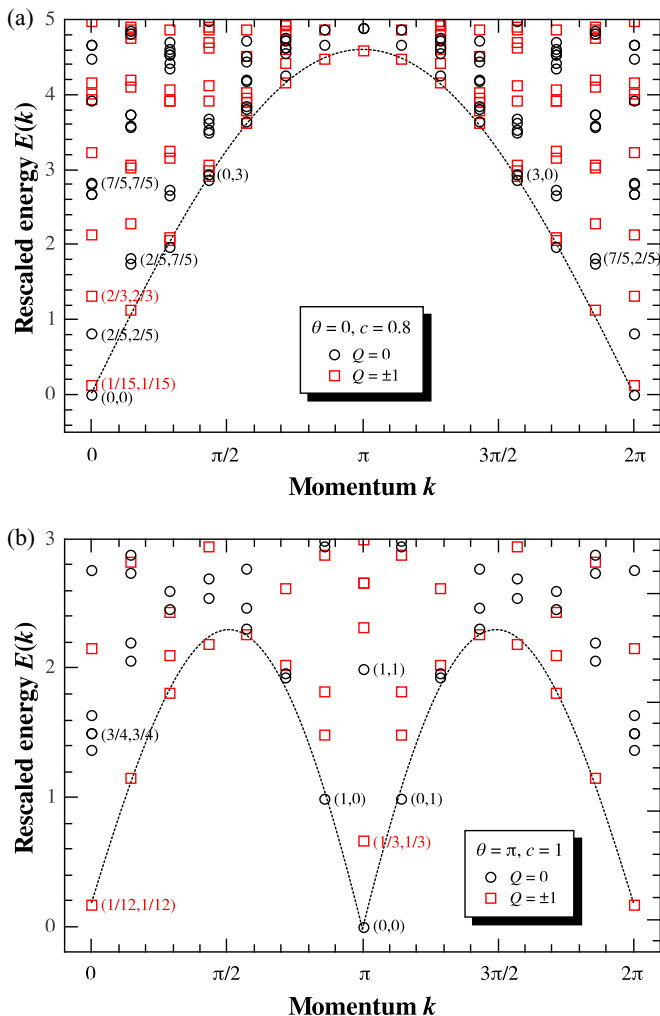 (a)
5
4
3
2
1
0
Rescaled energy E(k)
(7/5,7/5)
(0,3)
(3,0)
(2/5,7/5)
(7/5,2/5)
(2/3,2/3)
(2/5,2/5)
(1/15,1/15)
(0,0)
θ = 0, c = 0.8
Q = 0
Q = ±1
0 π/2 π 3π/2 2π
Momentum k
(b)
3
2
1
0
Rescaled energy E(k)
(1,1)
(3/4,3/4)
(1,0)
(0,1)
(1/3,1/3)
(1/12,1/12)
(0,0)
θ = π, c = 1
Q = 0
Q = ±1
0 π/2 π 3π/2 2π
Momentum k